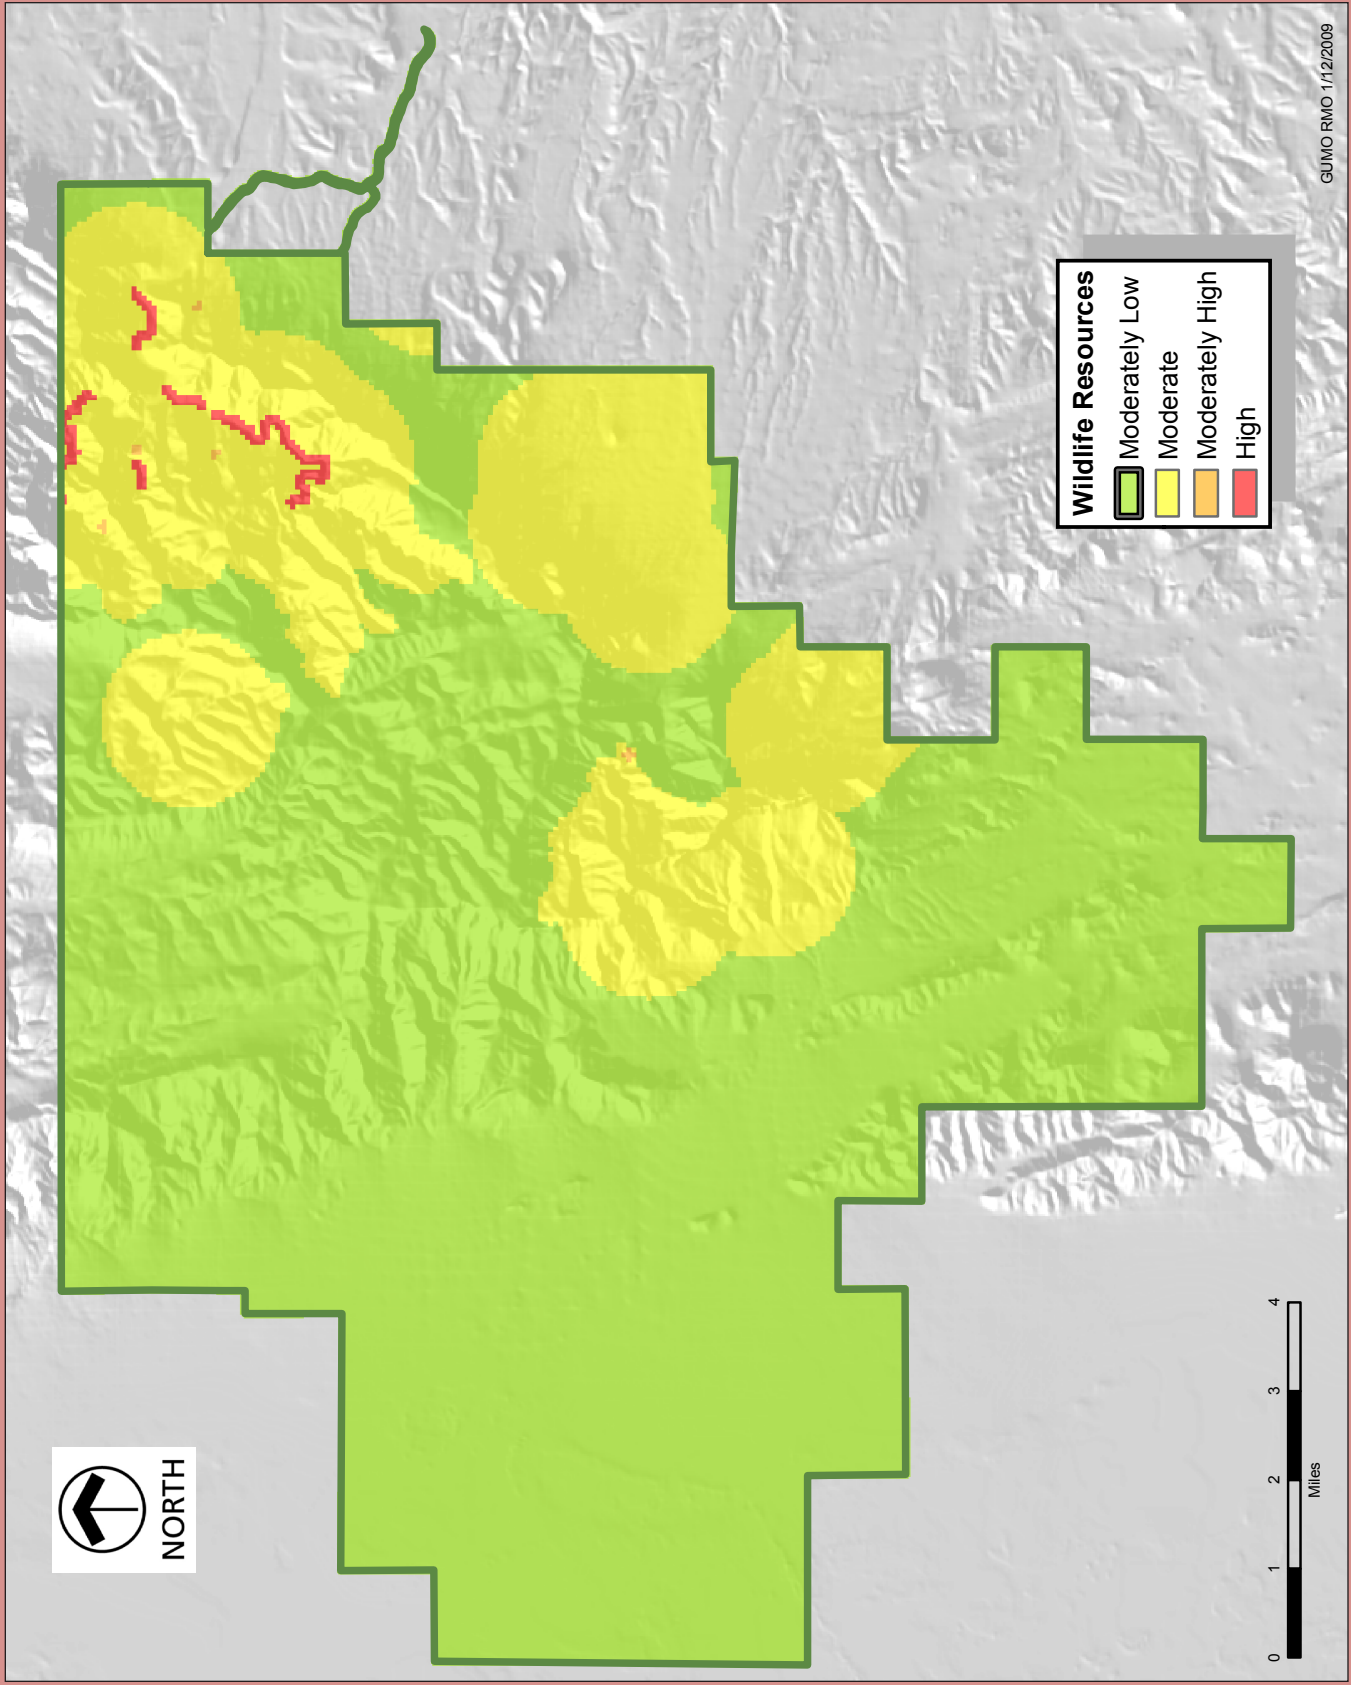 NORTH
Wildlife Resources
Moderately Low
Moderate
Moderately High
High
0 1 2 3 4
Miles
GUMO RMO 1/12/2009